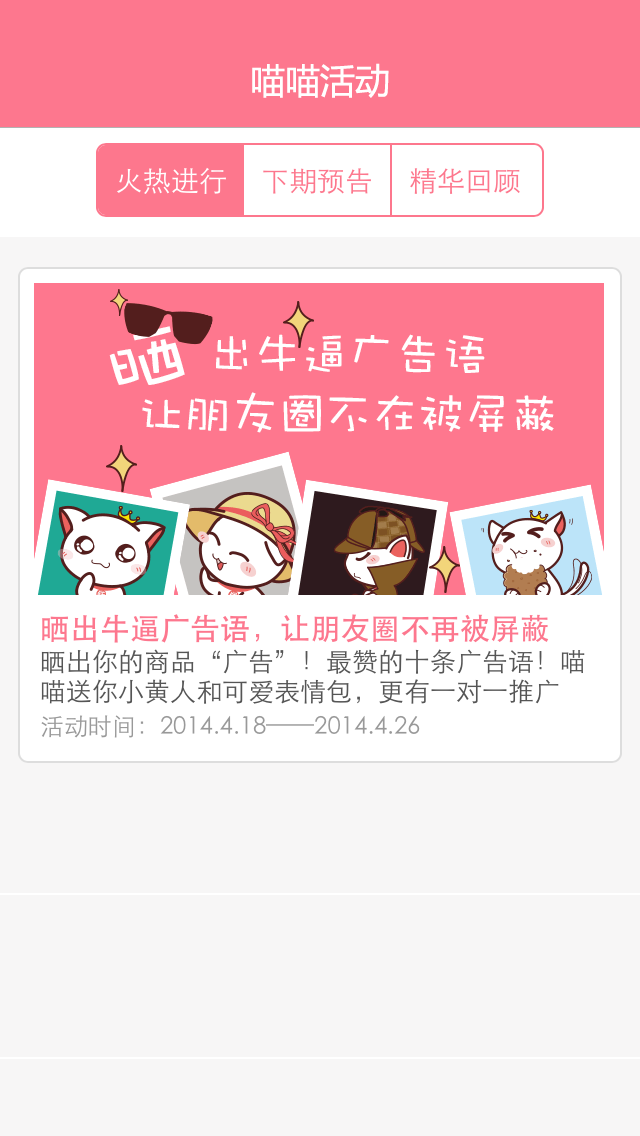 喵喵活动
火热进行 下期预告 精华回顾
晒 出牛逼广告语
让朋友圈不在被屏蔽
晒出牛逼广告语，让朋友圈不再被屏蔽
晒出你的商品“广告”！最赞的十条广告语！喵
喵送你小黄人和可爱表情包，更有一对一推广
活动时间：2014.4.18——2014.4.26